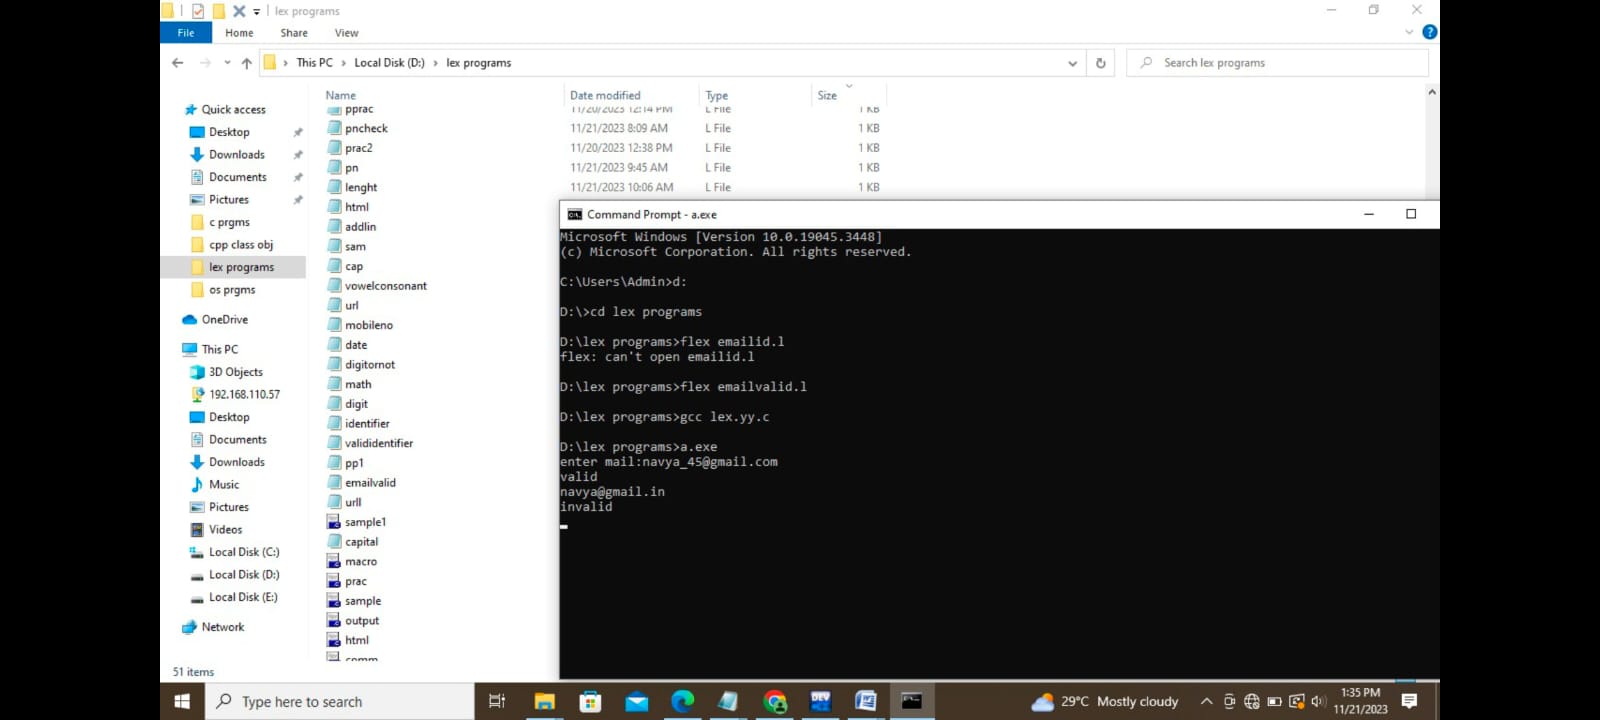 lex programs
File Home Share View
This PC > Local Disk (D:) > lex programs
Search lex programs
Name Date modified Type Size
pprac 11/20/2023 12:14 PM L File 1 KB
pncheck 11/21/2023 8:09 AM L File 1 KB
prac2 11/20/2023 12:38 PM L File 1 KB
pn 11/21/2023 9:45 AM L File 1 KB
lenght 11/21/2023 10:06 AM L File 1 KB
html
addlin
sam
cap
vowelconsonant
url
mobileno
date
digitornot
math
digit
identifier
valididentifier
pp1
emailvalid
urll
sample1
capital
macro
prac
sample
output
html
comm
Quick access
Desktop
Downloads
Documents
Pictures
c prgms
cpp class obj
lex programs
os prgms
OneDrive
This PC
3D Objects
192.168.110.57
Desktop
Documents
Downloads
Music
Pictures
Videos
Local Disk (C:)
Local Disk (D:)
Local Disk (E:)
Network
51 items
Command Prompt - a.exe
Microsoft Windows [Version 10.0.19045.3448]
(c) Microsoft Corporation. All rights reserved.
C:\Users\Admin>d:
D:\>cd lex programs
D:\lex programs>flex emailid.l
flex: can't open emailid.l
D:\lex programs>flex emailvalid.l
D:\lex programs>gcc lex.yy.c
D:\lex programs>a.exe
enter mail:navya_45@gmail.com
valid
navya@gmail.in
invalid
Type here to search
DEV
29°C Mostly cloudy
1:35 PM
11/21/2023